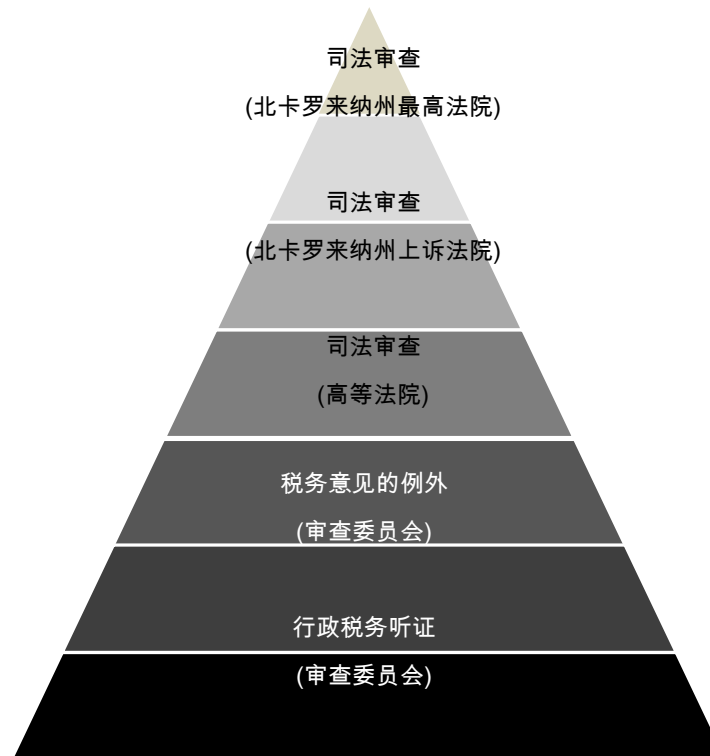 司法审查
(北卡罗来纳州最高法院)
司法审查
(北卡罗来纳州上诉法院)
司法审查
(高等法院)
税务意见的例外
(审查委员会)
行政税务听证
(审查委员会)